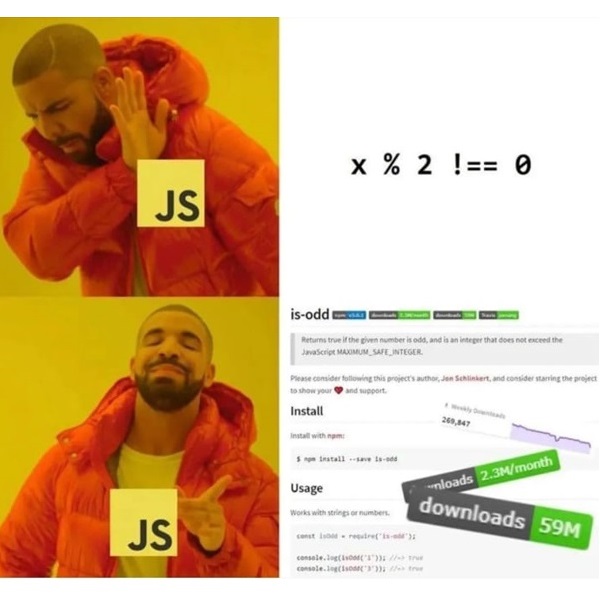 JS
x % 2 !== 0
is-odd
Returns true if the given number is odd, and is an integer that does not exceed the
JavaScript MAXIMUM_SAFE_INTEGER.
Please consider following this project's author, Jon Schlinkert, and consider starring the project
to show your ❤ and support.
Install
Weekly Downloads
269,847
Install with npm:
$ npm install --save is-odd
downloads 2.3M/month
Usage
downloads 59M
Works with strings or numbers.
const isOdd = require('is-odd');
console.log(isOdd('1')); //=> true
console.log(isOdd('3')); //=> true
JS